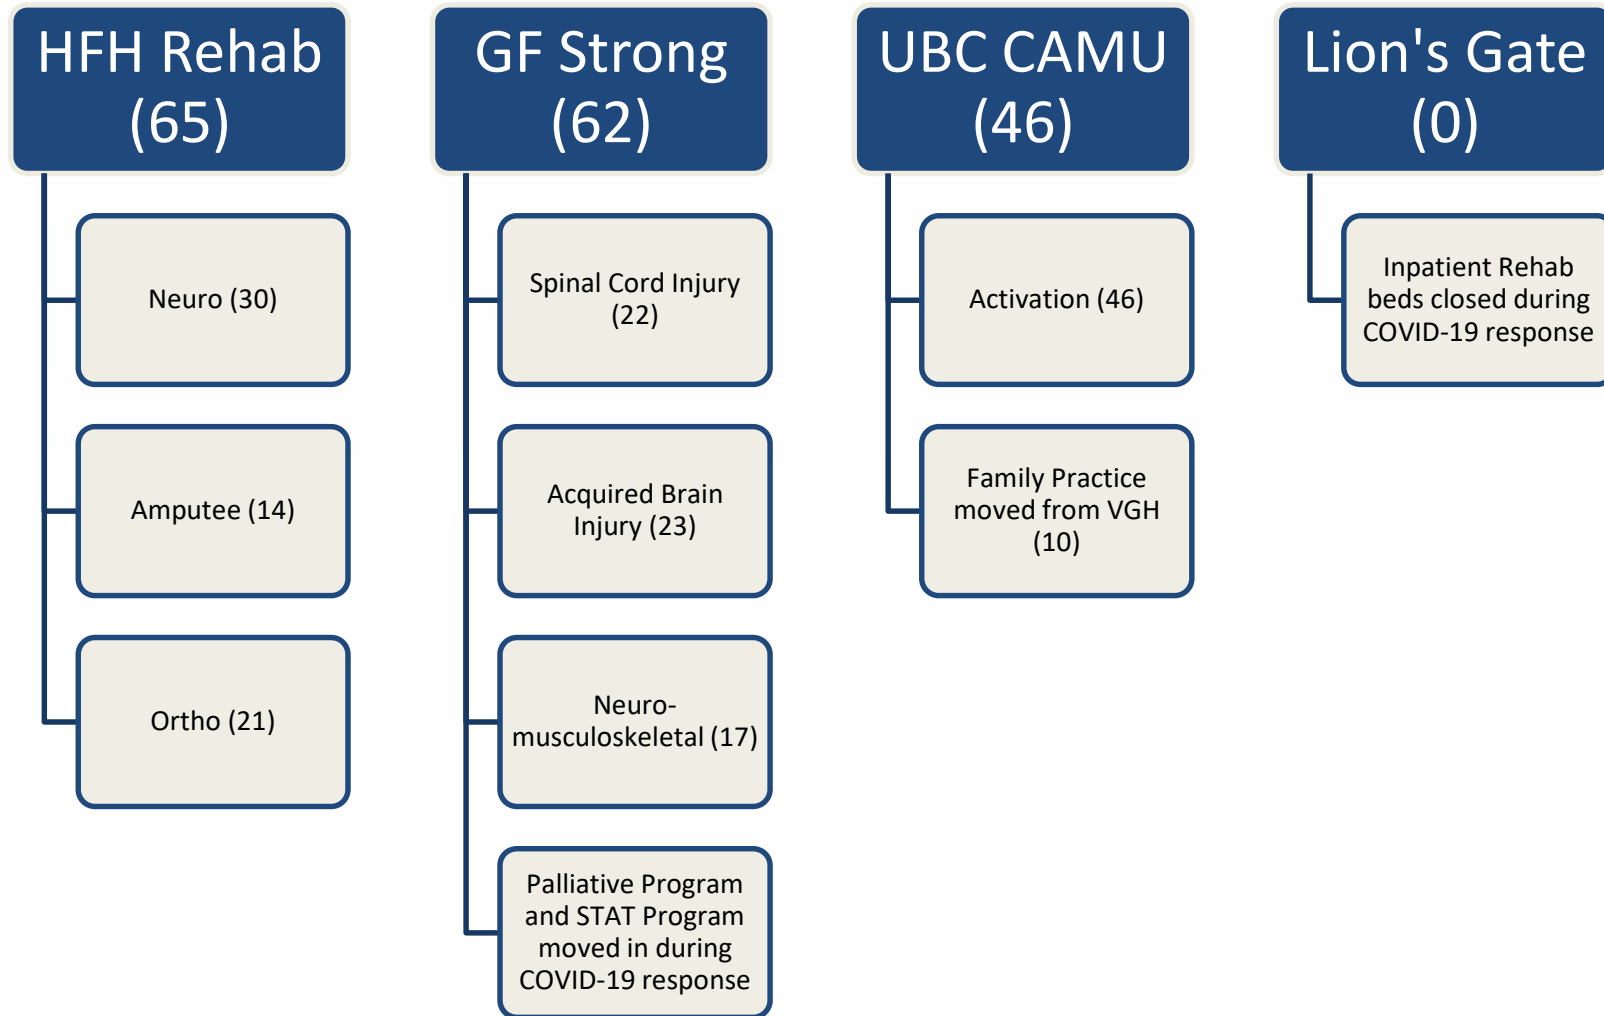 HFH Rehab
(65)
Neuro (30)
Amputee (14)
Ortho (21)
GF Strong
(62)
Spinal Cord Injury
(22)
Acquired Brain
Injury (23)
Neuro-
musculoskeletal (17)
Palliative Program
and STAT Program
moved in during
COVID-19 response
UBC CAMU
(46)
Activation (46)
Family Practice
moved from VGH
(10)
Lion's Gate
(0)
Inpatient Rehab
beds closed during
COVID-19 response